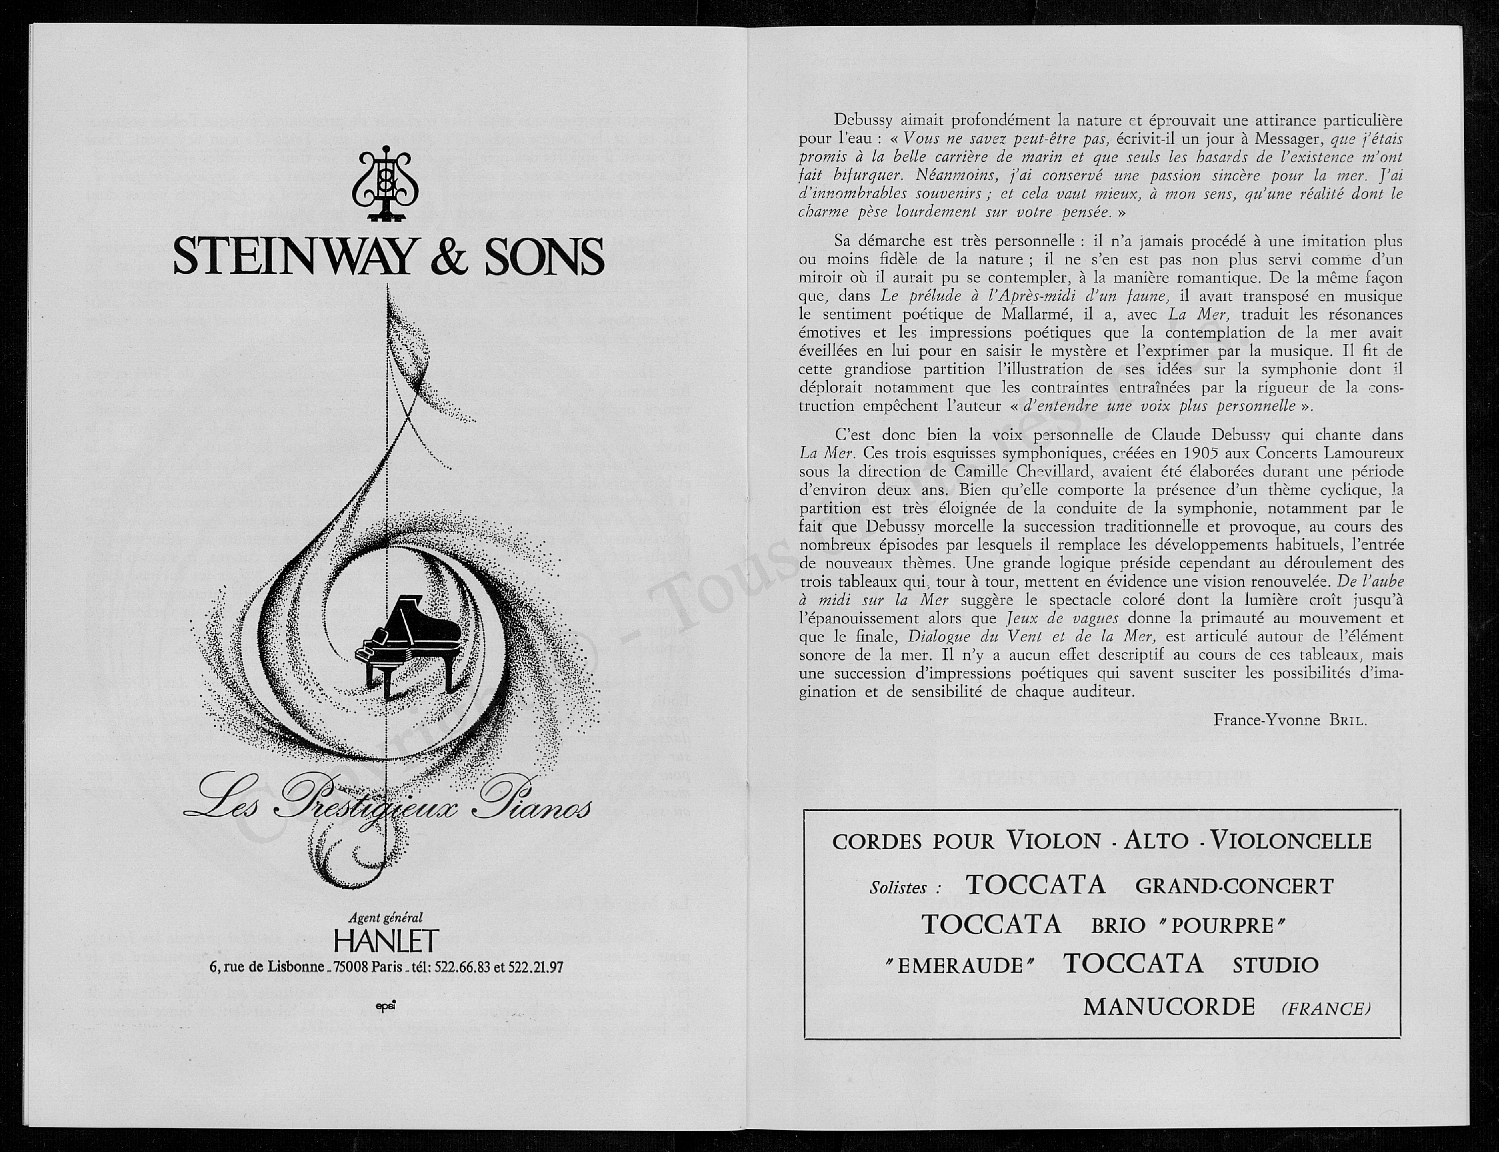 STEINWAY & SONS
Les Prestigieux Pianos
Agent général
HANLET
6, rue de Lisbonne - 75008 Paris - tél: 522.66.83 et 522.21.97
epsi
Debussy aimait profondément la nature et éprouvait une attirance particulière
pour l'eau : « Vous ne savez peut-être pas, écrivit-il un jour à Messager, que j'étais
promis à la belle carrière de marin et que seuls les hasards de l'existence m'ont
fait bifurquer. Néanmoins, j'ai conservé une passion sincère pour la mer. J'ai
d'innombrables souvenirs ; et cela vaut mieux, à mon sens, qu'une réalité dont le
charme pèse lourdement sur votre pensée. »
Sa démarche est très personnelle : il n'a jamais procédé à une imitation plus
ou moins fidèle de la nature ; il ne s'en est pas non plus servi comme d'un
miroir où il aurait pu se contempler, à la manière romantique. De la même façon
que, dans Le prélude à l'Après-midi d'un faune, il avait transposé en musique
le sentiment poétique de Mallarmé, il a, avec La Mer, traduit les résonances
émotives et les impressions poétiques que la contemplation de la mer avait
éveillées en lui pour en saisir le mystère et l'exprimer par la musique. Il fit de
cette grandiose partition l'illustration de ses idées sur la symphonie dont il
déplorait notamment que les contraintes entraînées par la rigueur de la cons-
truction empêchent l'auteur « d'entendre une voix plus personnelle ».
C'est donc bien la voix personnelle de Claude Debussy qui chante dans
La Mer. Ces trois esquisses symphoniques, créées en 1905 aux Concerts Lamoureux
sous la direction de Camille Chevillard, avaient été élaborées durant une période
d'environ deux ans. Bien qu'elle comporte la présence d'un thème cyclique, la
partition est très éloignée de la conduite de la symphonie, notamment par le
fait que Debussy morcelle la succession traditionnelle et provoque, au cours des
nombreux épisodes par lesquels il remplace les développements habituels, l'entrée
de nouveaux thèmes. Une grande logique préside cependant au déroulement des
trois tableaux qui, tour à tour, mettent en évidence une vision renouvelée. De l'aube
à midi sur la Mer suggère le spectacle coloré dont la lumière croît jusqu'à
l'épanouissement alors que Jeux de vagues donne la primauté au mouvement et
que le finale, Dialogue du Vent et de la Mer, est articulé autour de l'élément
sonore de la mer. Il n'y a aucun effet descriptif au cours de ces tableaux, mais
une succession d'impressions poétiques qui savent susciter les possibilités d'ima-
gination et de sensibilité de chaque auditeur.
France-Yvonne BRIL.
CORDES POUR VIOLON - ALTO - VIOLONCELLE
Solistes : TOCCATA GRAND-CONCERT
TOCCATA BRIO "POURPRE"
"EMERAUDE" TOCCATA STUDIO
MANUCORDE (FRANCE)